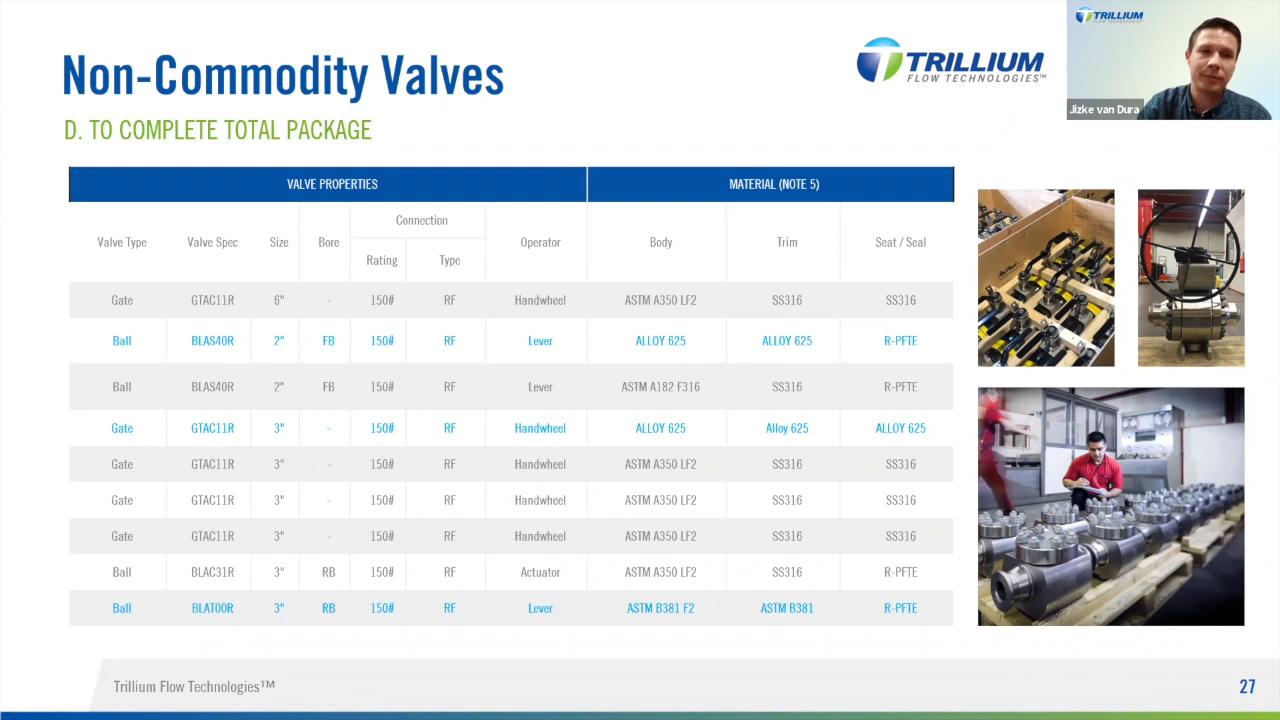 Non-Commodity Valves
D. TO COMPLETE TOTAL PACKAGE
TRILLIUM
FLOW TECHNOLOGIES™
TRILLIUM
FLOW TECHNOLOGIES
Jizke van Dura
VALVE PROPERTIES MATERIAL (NOTE 5)
Valve Type Valve Spec Size Bore Connection Operator Body Trim Seat / Seal
Rating Type
Gate GTAC11R 6" - 150# RF Handwheel ASTM A350 LF2 SS316 SS316
Ball BLAS40R 2" FB 150# RF Lever ALLOY 625 ALLOY 625 R-PFTE
Ball BLAS40R 2" FB 150# RF Lever ASTM A182 F316 SS316 R-PFTE
Gate GTAC11R 3" - 150# RF Handwheel ALLOY 625 Alloy 625 ALLOY 625
Gate GTAC11R 3" - 150# RF Handwheel ASTM A350 LF2 SS316 SS316
Gate GTAC11R 3" - 150# RF Handwheel ASTM A350 LF2 SS316 SS316
Gate GTAC11R 3" - 150# RF Handwheel ASTM A350 LF2 SS316 SS316
Ball BLAC31R 3" RB 150# RF Actuator ASTM A350 LF2 SS316 R-PFTE
Ball BLAT00R 3" RB 150# RF Lever ASTM B381 F2 ASTM B381 R-PFTE
Trillium Flow Technologies™
27